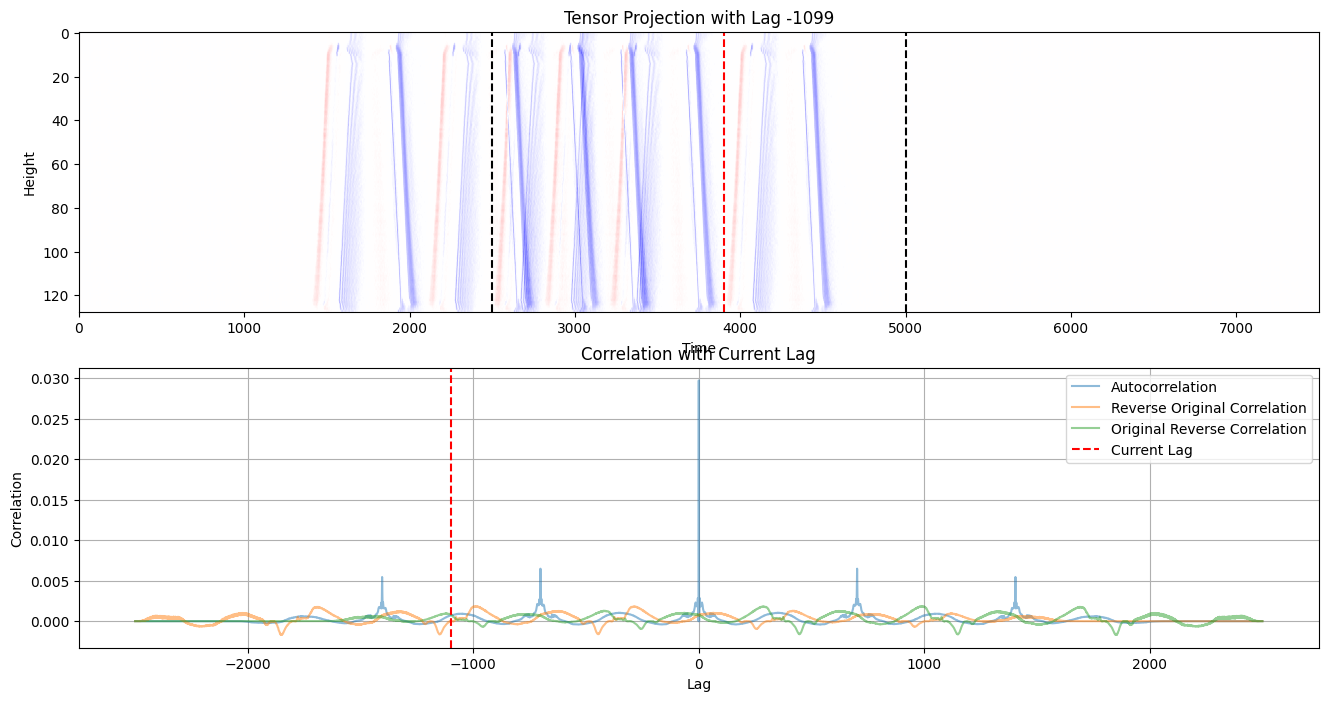 Tensor Projection with Lag -1099
0
20
40
60
80
100
120
Height
0 1000 2000 3000 4000 5000 6000 7000
Time
Correlation with Current Lag
0.030
0.025
0.020
0.015
0.010
0.005
0.000
Correlation
Autocorrelation
Reverse Original Correlation
Original Reverse Correlation
Current Lag
−2000 −1000 0 1000 2000
Lag